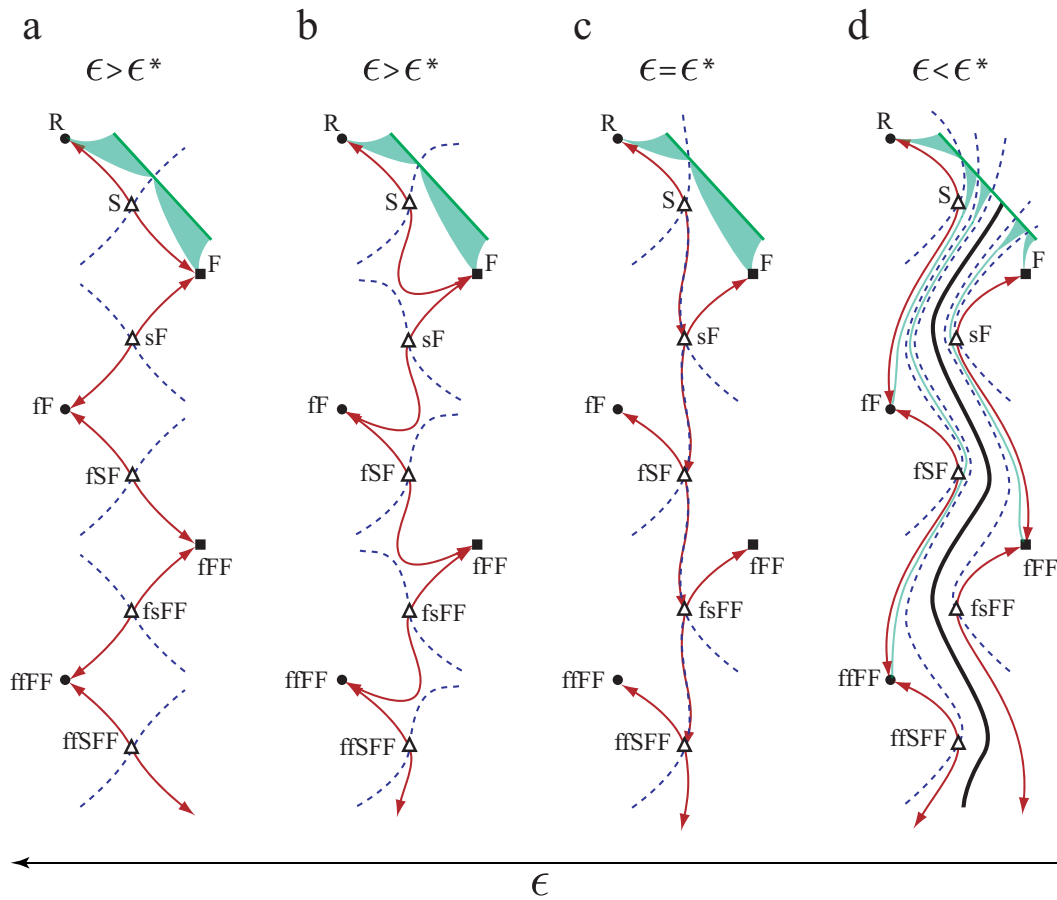 a
ϵ > ϵ*
R
S
F
sF
fF
fSF
fFF
fsFF
ffFF
ffSFF
b
ϵ > ϵ*
R
S
F
sF
fF
fSF
fFF
fsFF
ffFF
ffSFF
c
ϵ = ϵ*
R
S
F
sF
fF
fSF
fFF
fsFF
ffFF
ffSFF
d
ϵ < ϵ*
R
S
F
sF
fF
fSF
fFF
fsFF
ffFF
ffSFF
ϵ